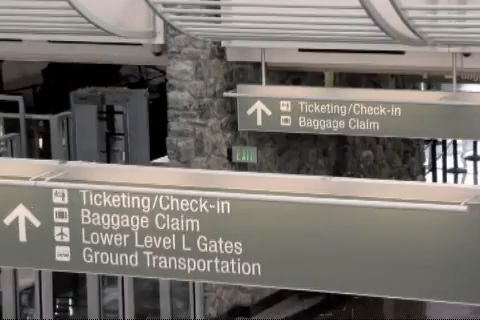 Ticketing/Check-in
Baggage Claim
EXIT
Ticketing/Check-in
Baggage Claim
Lower Level L Gates
Ground Transportation